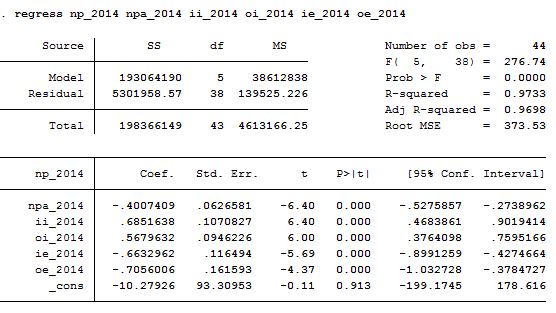 . regress np_2014 npa_2014 ii_2014 oi_2014 ie_2014 oe_2014
Source SS df MS Number of obs = 44
F( 5, 38) = 276.74
Model 193064190 5 38612838 Prob > F = 0.0000
Residual 5301958.57 38 139525.226 R-squared = 0.9733
Adj R-squared = 0.9698
Total 198366149 43 4613166.25 Root MSE = 373.53
np_2014 Coef. Std. Err. t P>|t| [95% Conf. Interval]
npa_2014 -.4007409 .0626581 -6.40 0.000 -.5275857 -.2738962
ii_2014 .6851638 .1070827 6.40 0.000 .4683861 .9019414
oi_2014 .5679632 .0946226 6.00 0.000 .3764098 .7595166
ie_2014 -.6632962 .116494 -5.69 0.000 -.8991259 -.4274664
oe_2014 -.7056006 .161593 -4.37 0.000 -1.032728 -.3784727
_cons -10.27926 93.30953 -0.11 0.913 -199.1745 178.616